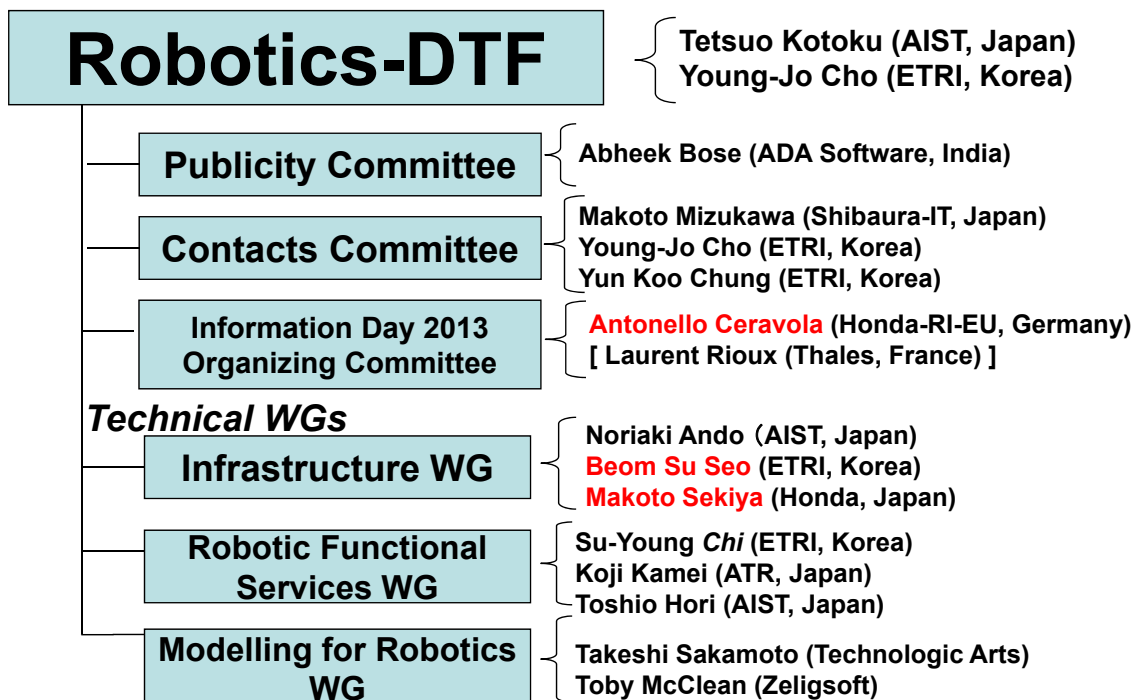 Robotics-DTF
Tetsuo Kotoku (AIST, Japan)
Young-Jo Cho (ETRI, Korea)
Publicity Committee
Abheek Bose (ADA Software, India)
Contacts Committee
Makoto Mizukawa (Shibaura-IT, Japan)
Young-Jo Cho (ETRI, Korea)
Yun Koo Chung (ETRI, Korea)
Information Day 2013
Organizing Committee
Antonello Ceravola (Honda-RI-EU, Germany)
[ Laurent Rioux (Thales, France) ]
Technical WGs
Infrastructure WG
Noriaki Ando（AIST, Japan)
Beom Su Seo (ETRI, Korea)
Makoto Sekiya (Honda, Japan)
Robotic Functional
Services WG
Su-Young Chi (ETRI, Korea)
Koji Kamei (ATR, Japan)
Toshio Hori (AIST, Japan)
Modelling for Robotics
WG
Takeshi Sakamoto (Technologic Arts)
Toby McClean (Zeligsoft)